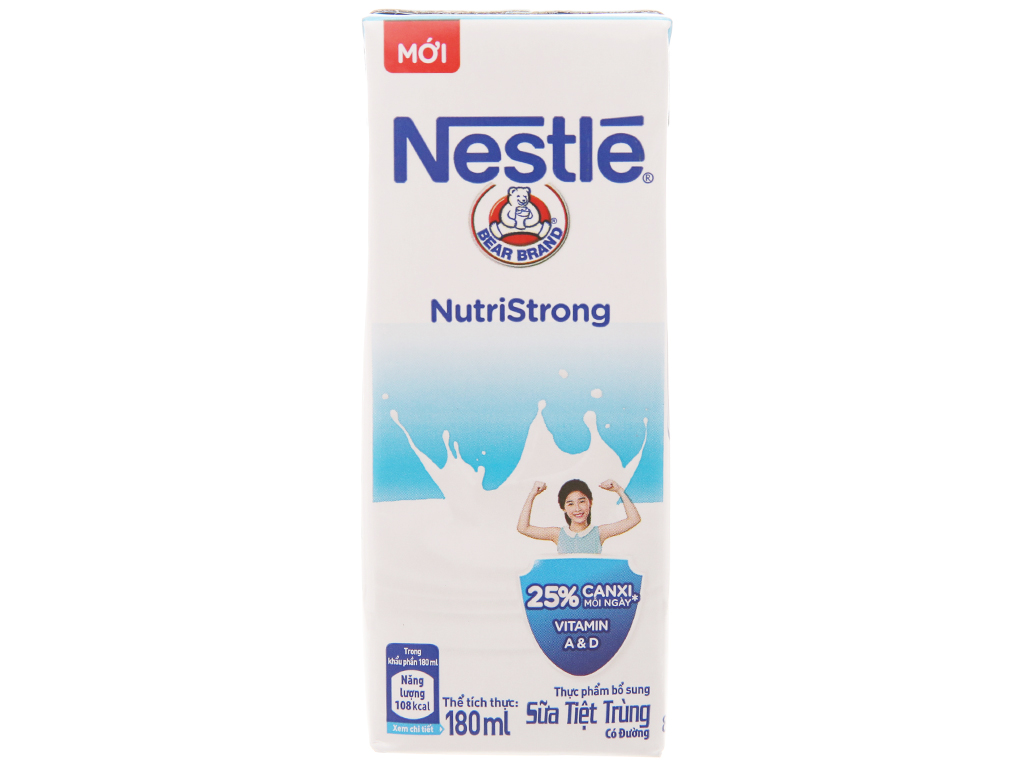 MỚI
Nestlé®
BEAR BRAND®
NutriStrong
25% CANXI*
MỖI NGÀY
VITAMIN
A & D
Trong
khẩu phần 180 ml
Năng
lượng
108 kcal
Xem chi tiết
Thể tích thực:
180 ml
Thực phẩm bổ sung
Sữa Tiệt Trùng
Có Đường